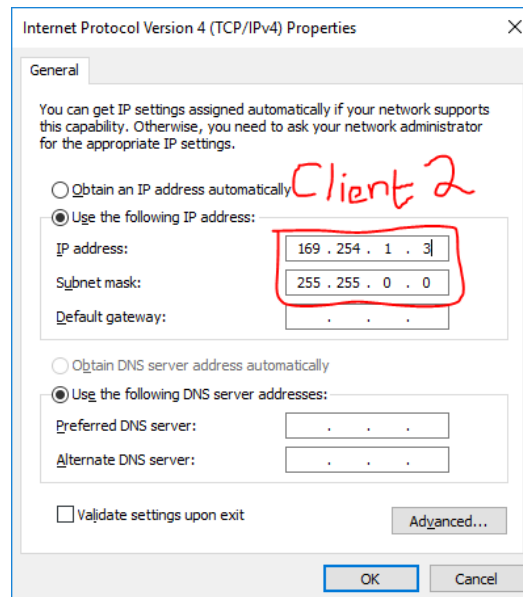 Internet Protocol Version 4 (TCP/IPv4) Properties
General
You can get IP settings assigned automatically if your network supports
this capability. Otherwise, you need to ask your network administrator
for the appropriate IP settings.
Obtain an IP address automatically Client 2
Use the following IP address:
IP address: 169 . 254 . 1 . 3
Subnet mask: 255 . 255 . 0 . 0
Default gateway: . . .
Obtain DNS server address automatically
Use the following DNS server addresses:
Preferred DNS server: . . .
Alternate DNS server: . . .
Validate settings upon exit Advanced...
OK Cancel